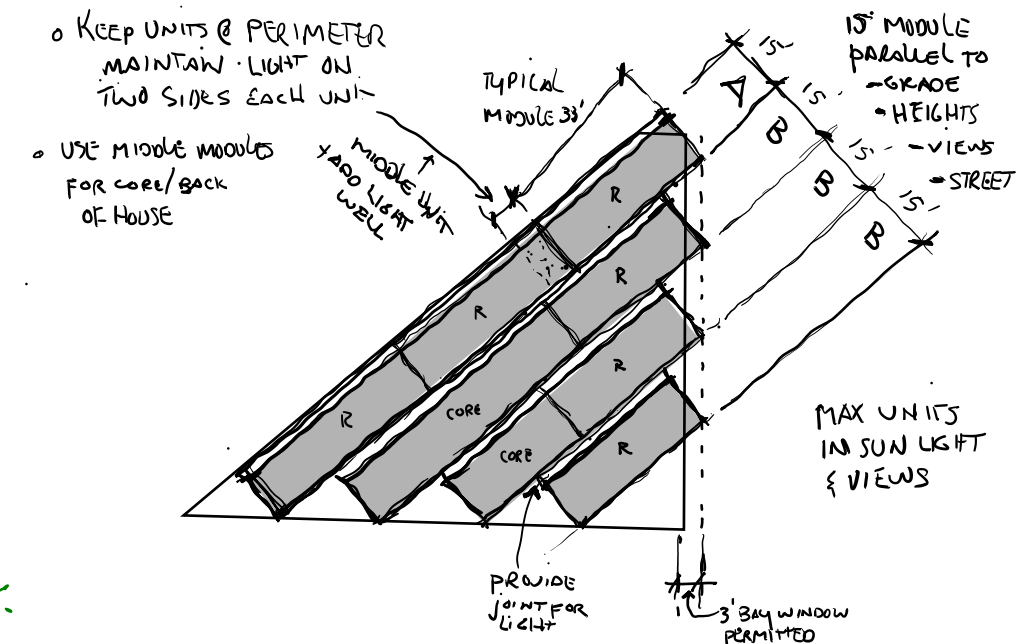 o KEEP UNITS @ PERIMETER
MAINTAIN · LIGHT ON
TWO SIDES EACH UNIT
o USE MIDDLE MODULES
FOR CORE/BACK
OF HOUSE
MIDDLE UNIT
+ ADD LIGHT
WELL
TYPICAL
MODULE 33'
15'
15'
15'
15'
A
B
B
B
15' MODULE
PARALLEL TO
- GRADE
- HEIGHTS
- VIEWS
- STREET
R
R
R
R
R
CORE
R
CORE
MAX UNITS
IN SUN LIGHT
& VIEWS
PROVIDE
JOINT FOR
LIGHT
3' BAY WINDOW
PERMITTED